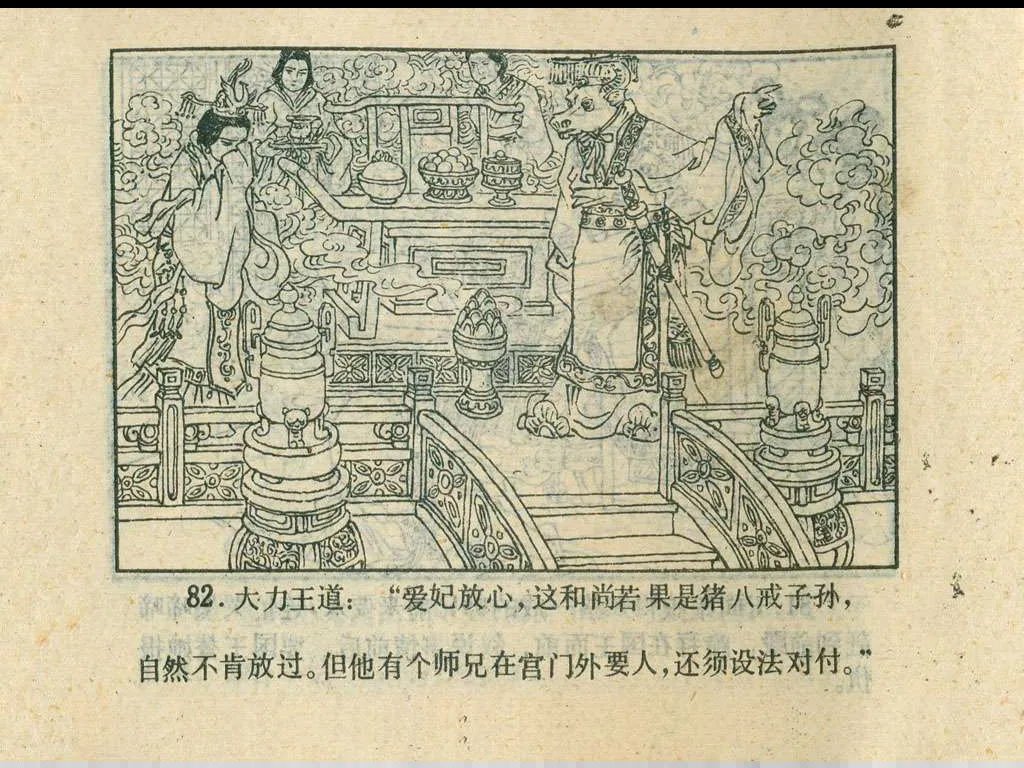 82.大力王道：“爱妃放心，这和尚若果是猪八戒子孙，
自然不肯放过。但他有个师兄在宫门外要人，还须设法对付。”